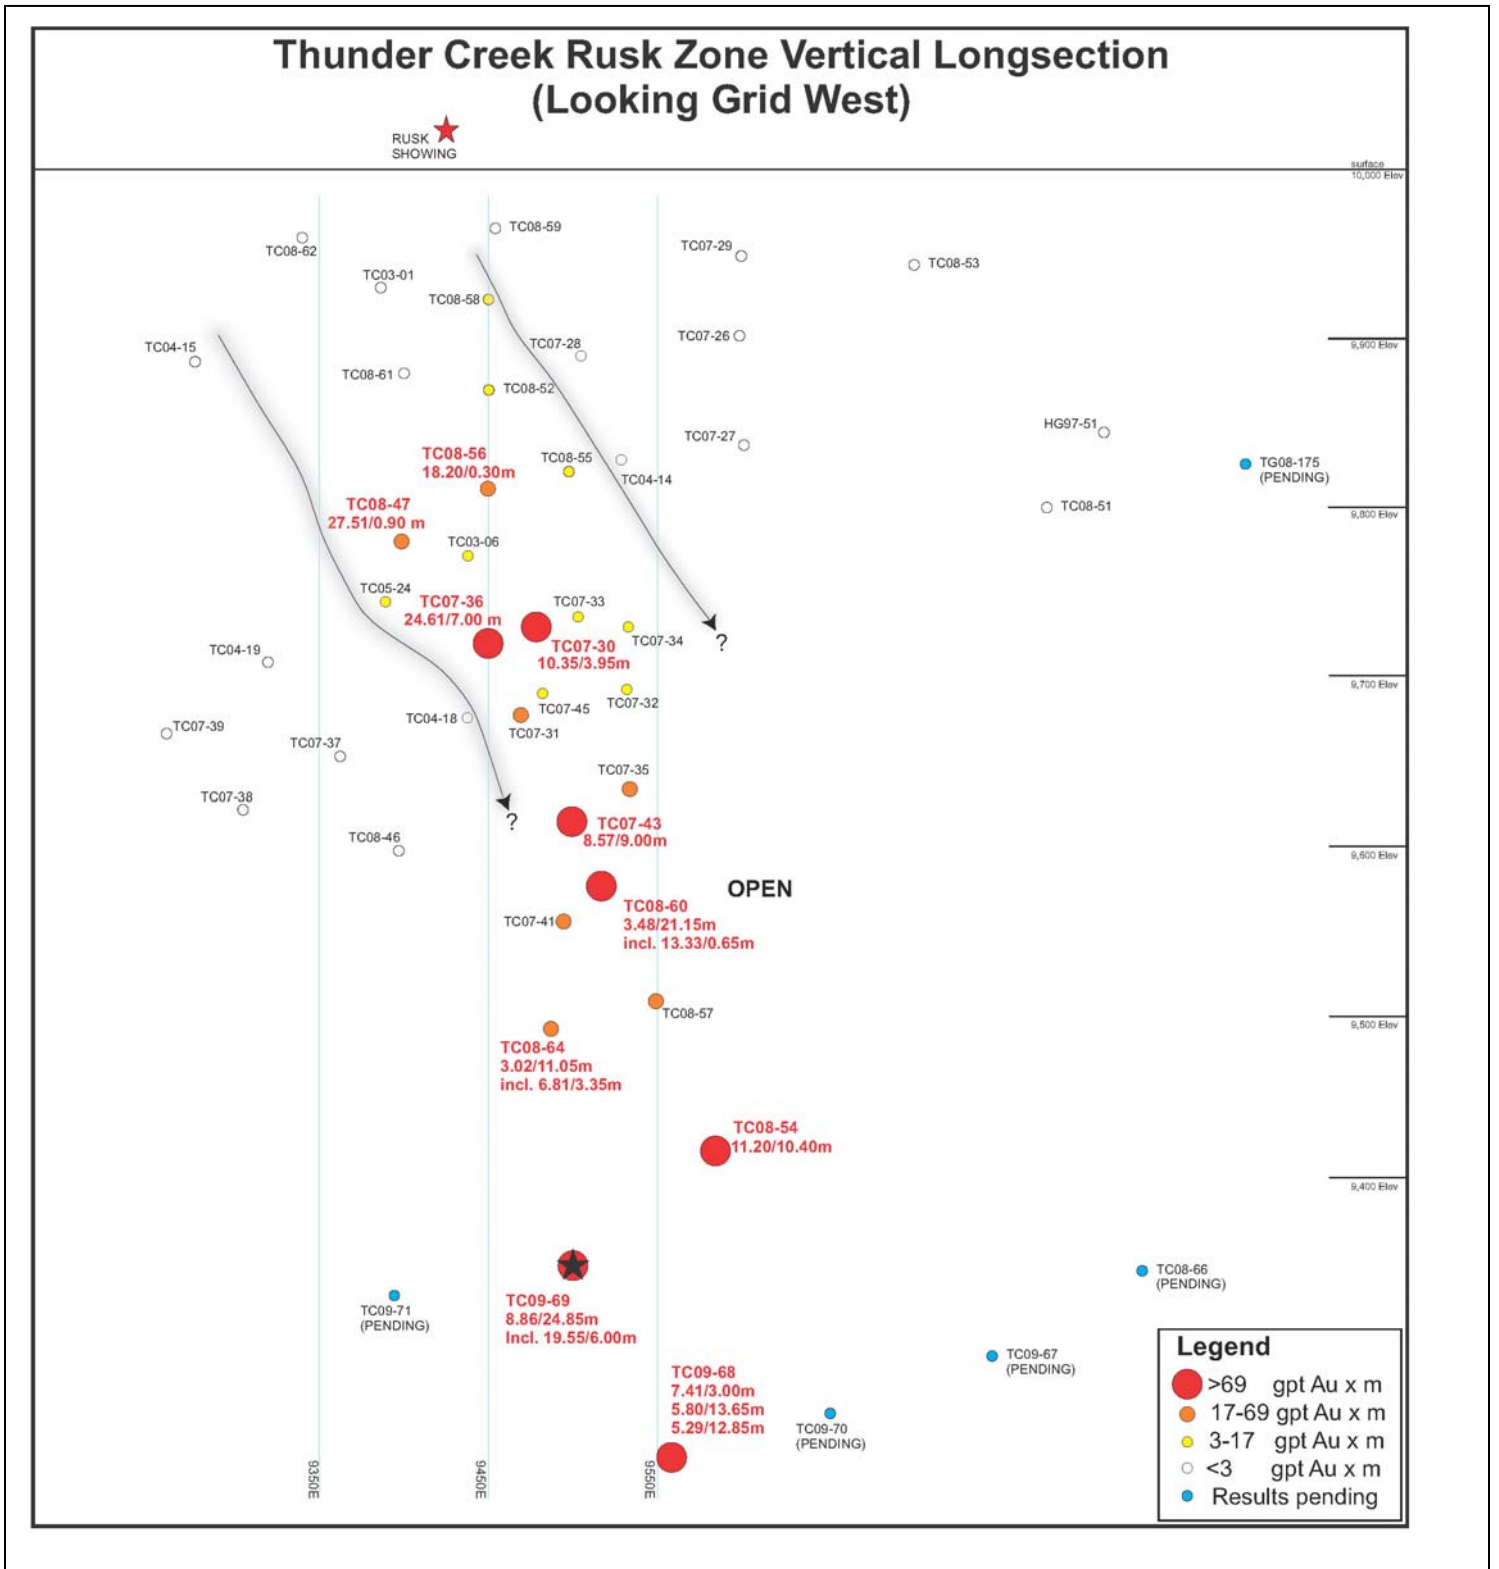 Thunder Creek Rusk Zone Vertical Longsection
(Looking Grid West)
RUSK
SHOWING
surface
10,000 Elev
TC08-59
TC08-62
TC07-29
TC08-53
TC03-01
TC08-58
TC07-26
TC07-28
9,900 Elev
TC04-15
TC08-61
TC08-52
HG97-51
TC07-27
TC08-56
18.20/0.30m
TC08-55
TG08-175
(PENDING)
TC04-14
TC08-47
27.51/0.90 m
TC08-51
9,800 Elev
TC03-06
TC05-24
TC07-36
24.61/7.00 m
TC07-33
TC07-34
?
TC07-30
10.35/3.95m
TC04-19
9,700 Elev
TC07-32
TC07-45
TC04-18
TC07-31
TC07-39
TC07-37
TC07-35
TC07-38
?
TC07-43
8.57/9.00m
TC08-46
9,600 Elev
OPEN
TC08-60
3.48/21.15m
incl. 13.33/0.65m
TC07-41
TC08-57
9,500 Elev
TC08-64
3.02/11.05m
incl. 6.81/3.35m
TC08-54
11.20/10.40m
9,400 Elev
TC08-66
(PENDING)
TC09-69
8.86/24.85m
Incl. 19.55/6.00m
TC09-71
(PENDING)
TC09-67
(PENDING)
TC09-68
7.41/3.00m
5.80/13.65m
5.29/12.85m
TC09-70
(PENDING)
9350E
9450E
9550E
Legend
>69 gpt Au x m
17-69 gpt Au x m
3-17 gpt Au x m
<3 gpt Au x m
Results pending